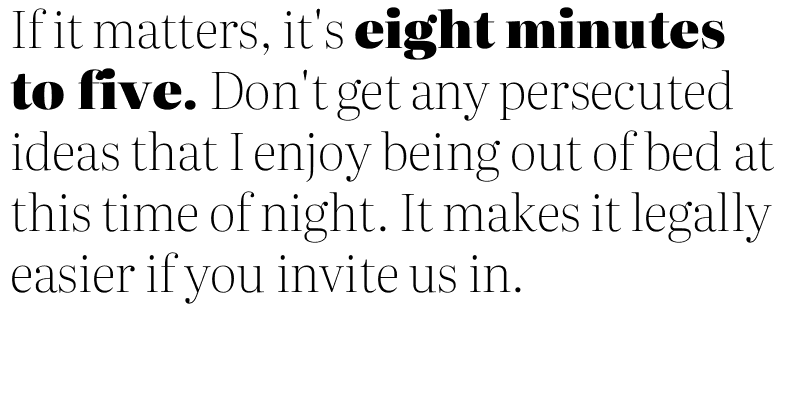 If it matters, it's eight minutes
to five. Don't get any persecuted
ideas that I enjoy being out of bed at
this time of night. It makes it legally
easier if you invite us in.